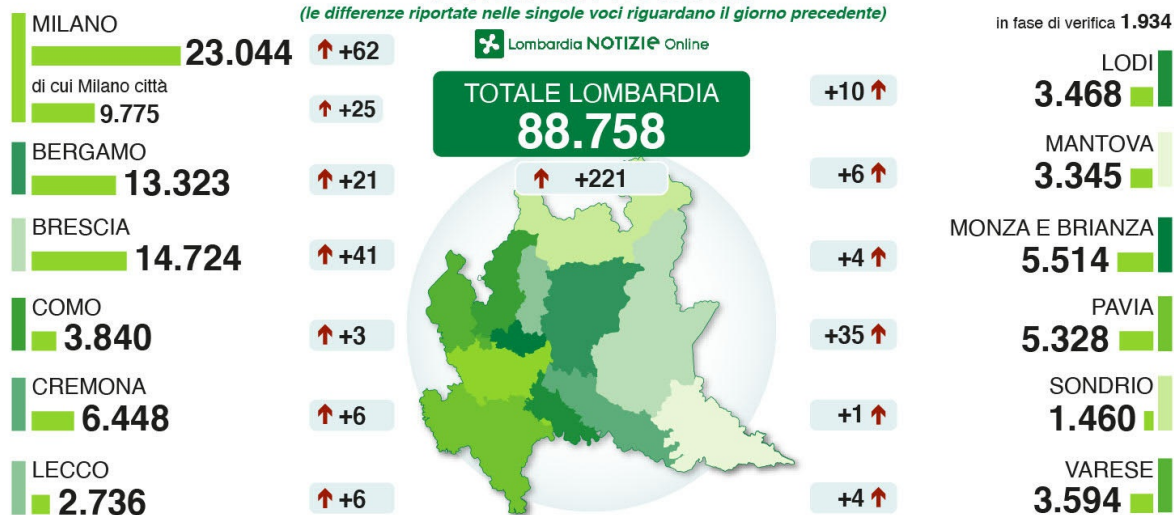 (le differenze riportate nelle singole voci riguardano il giorno precedente)
Lombardia NOTIZIE Online
TOTALE LOMBARDIA
88.758
+221
MILANO
23.044
+62
di cui Milano città
9.775
+25
BERGAMO
13.323
+21
BRESCIA
14.724
+41
COMO
3.840
+3
CREMONA
6.448
+6
LECCO
2.736
+6
in fase di verifica 1.934
LODI
+10
3.468
MANTOVA
+6
3.345
MONZA E BRIANZA
+4
5.514
PAVIA
+35
5.328
SONDRIO
+1
1.460
VARESE
+4
3.594